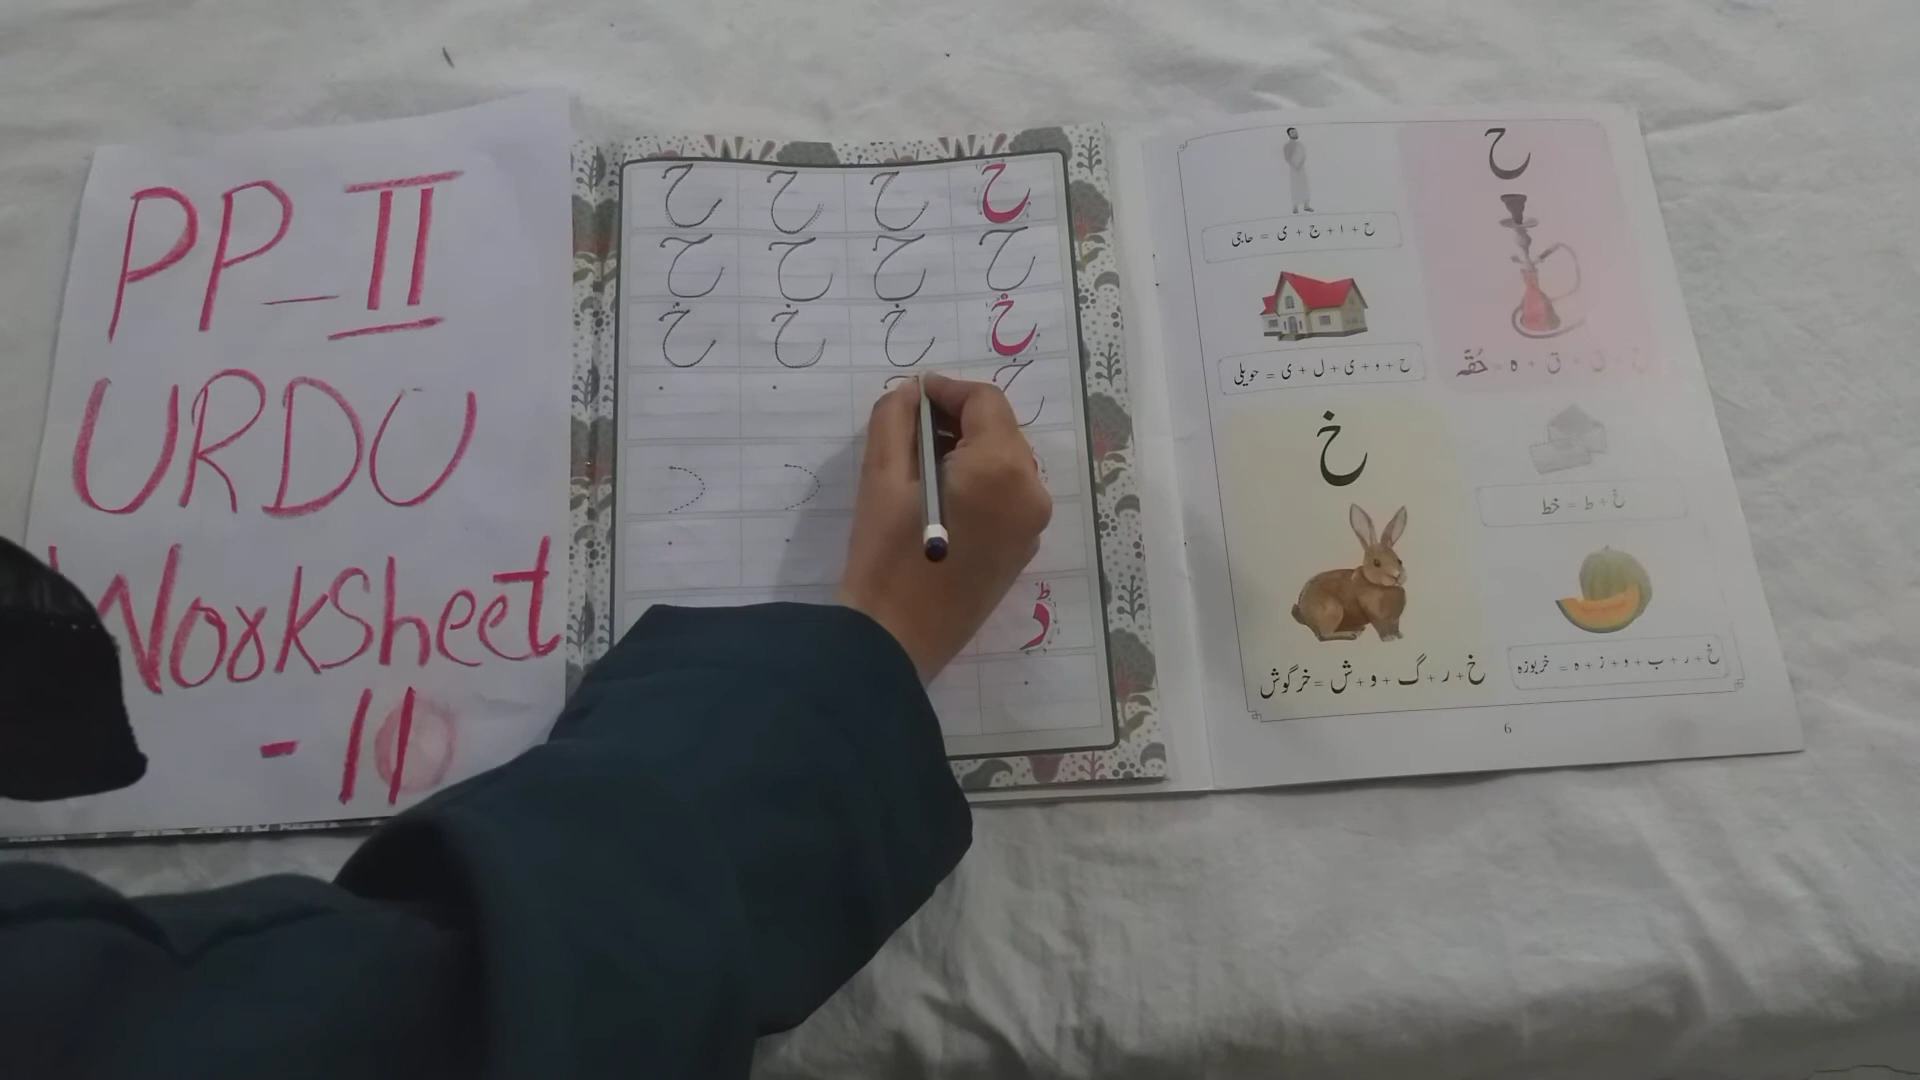 PP_II
URDU
Worksheet
- 11
ح ح ح ح
ح ح ح ح
خ خ خ خ
خ
ڈ
ح
ح + ا + ج + ی = حاجی
ح + و + ی + ل + ی = حویلی
ح + ق + ق + ہ = حُقّہ
خ
خ + ط = خط
خ + ر + گ + و + ش = خرگوش
خ + ر + ب + و + ز + ہ = خربوزہ
6